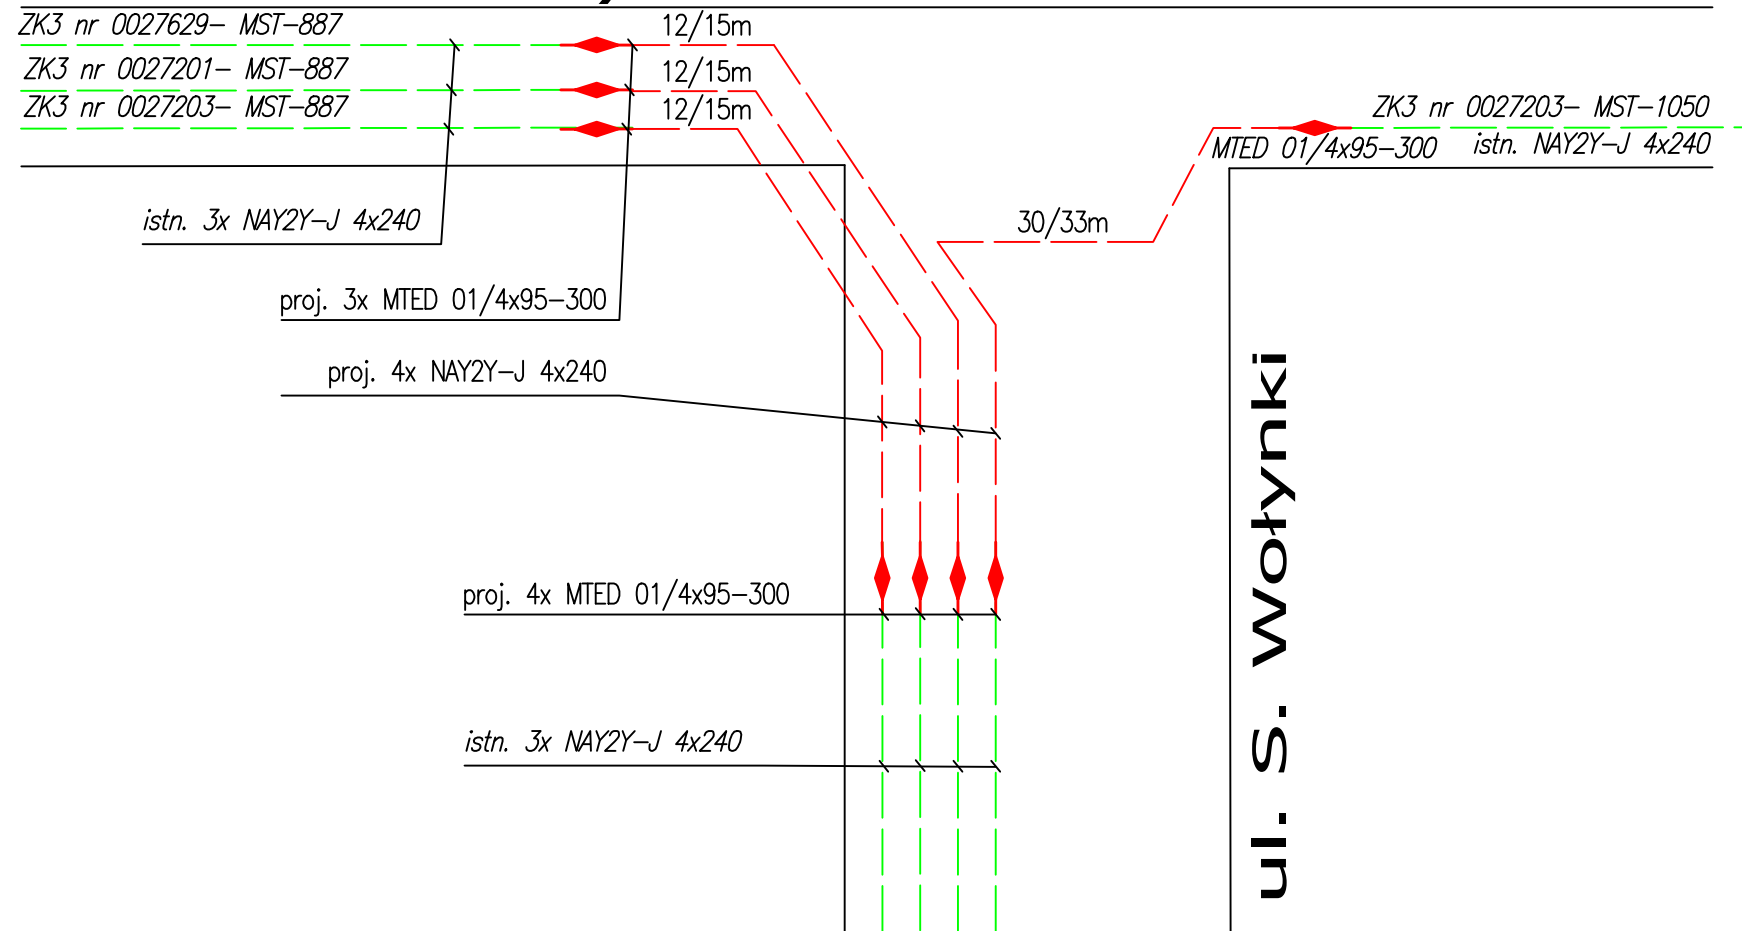 ZK3 nr 0027629- MST-887
12/15m
ZK3 nr 0027201- MST-887
12/15m
ZK3 nr 0027203- MST-887
12/15m
ZK3 nr 0027203- MST-1050
MTED 01/4x95-300
istn. NAY2Y-J 4x240
istn. 3x NAY2Y-J 4x240
30/33m
proj. 3x MTED 01/4x95-300
proj. 4x NAY2Y-J 4x240
proj. 4x MTED 01/4x95-300
istn. 3x NAY2Y-J 4x240
ul. S. Wołynki